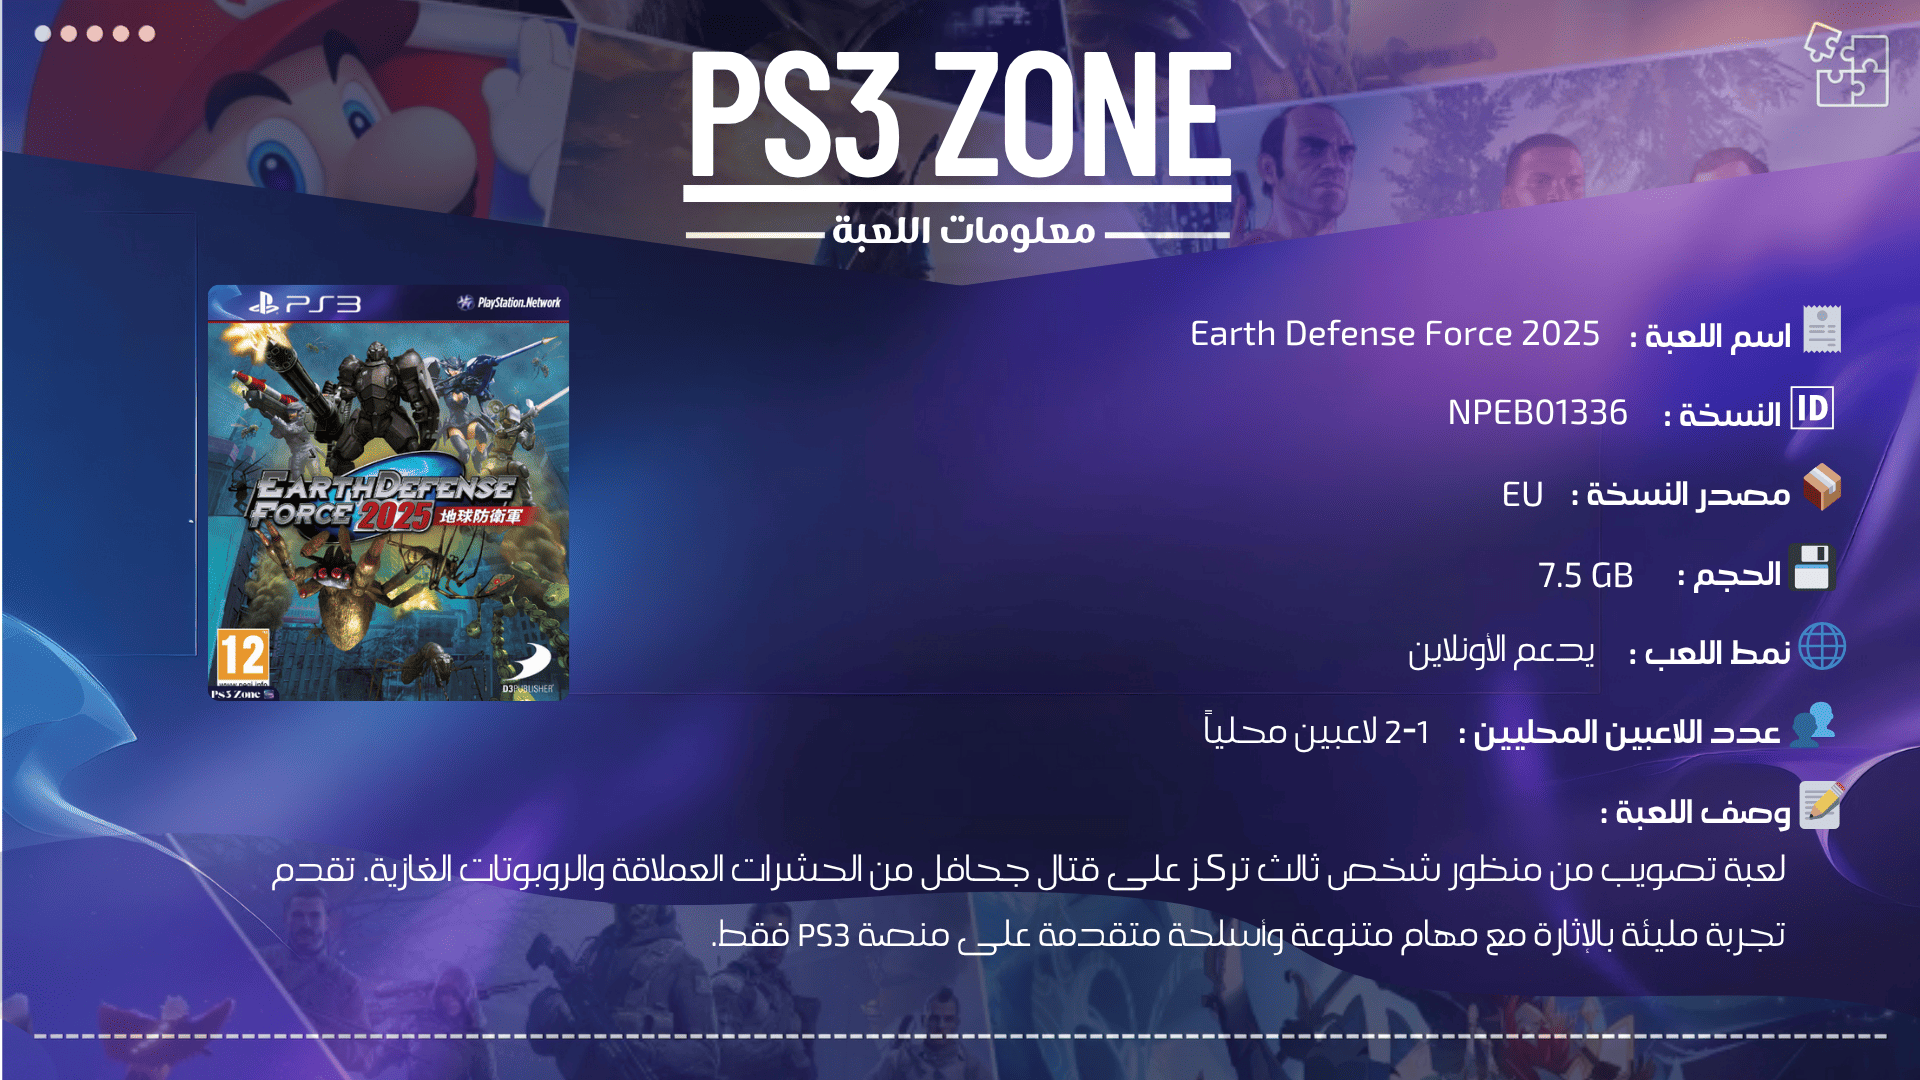 PS3 ZONE
معلومات اللعبة
PS3 PlayStation.Network
EARTH DEFENSE
FORCE 2025 地球防衛軍
12
www.pegi.info
D3PUBLISHER
Ps3 Zone
اسم اللعبة : Earth Defense Force 2025
ID النسخة : NPEB01336
مصدر النسخة : EU
الحجم : 7.5 GB
نمط اللعب : يدعم الأونلاين
عدد اللاعبين المحليين : 1-2 لاعبين محلياً
وصف اللعبة :
لعبة تصويب من منظور شخص ثالث تركز على قتال جحافل من الحشرات العملاقة والروبوتات الغازية. تقدم
تجربة مليئة بالإثارة مع مهام متنوعة وأسلحة متقدمة على منصة PS3 فقط.